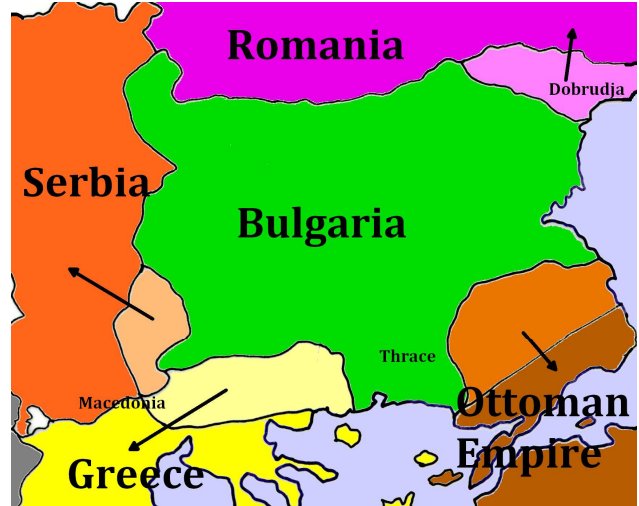 Romania
Dobrudja
Serbia
Bulgaria
Thrace
Macedonia
Ottoman
Empire
Greece